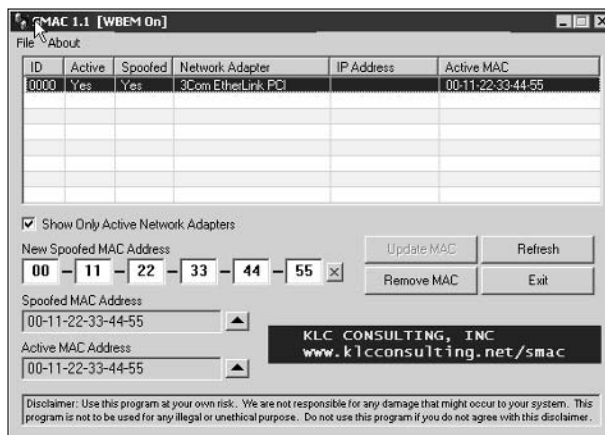 SMAC 1.1 [WBEM On]
File About
ID Active Spoofed Network Adapter IP Address Active MAC
0000 Yes Yes 3Com EtherLink PCI 00-11-22-33-44-55
Show Only Active Network Adapters
New Spoofed MAC Address
00 - 11 - 22 - 33 - 44 - 55
Update MAC Refresh
Remove MAC Exit
Spoofed MAC Address
00-11-22-33-44-55
Active MAC Address
00-11-22-33-44-55
KLC CONSULTING, INC
www.klcconsulting.net/smac
Disclaimer: Use this program at your own risk. We are not responsible for any damage that might occur to your system. This
program is not to be used for any illegal or unethical purpose. Do not use this program if you do not agree with this disclaimer.